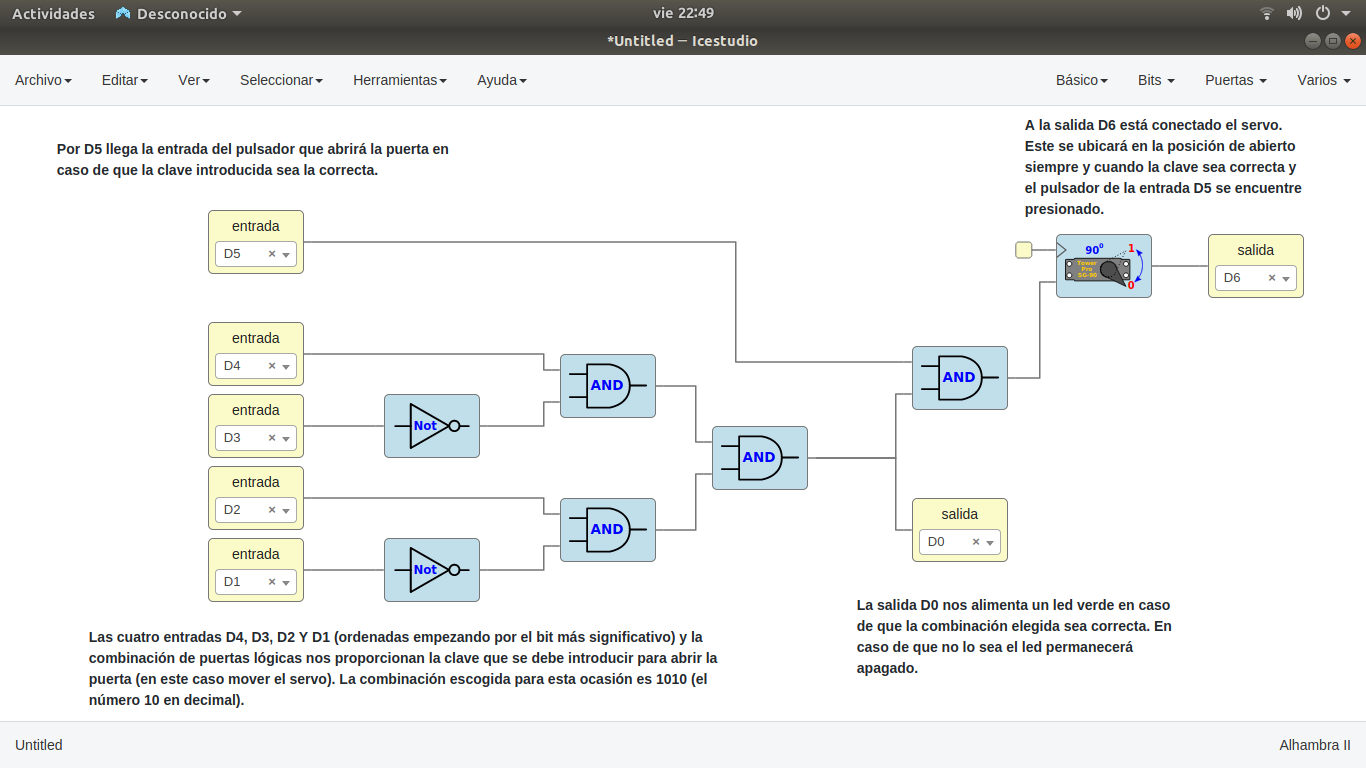 Actividades Desconocido vie 22:49
*Untitled — Icestudio
Archivo Editar Ver Seleccionar Herramientas Ayuda Básico Bits Puertas Varios
Por D5 llega la entrada del pulsador que abrirá la puerta en
caso de que la clave introducida sea la correcta.
A la salida D6 está conectado el servo.
Este se ubicará en la posición de abierto
siempre y cuando la clave sea correcta y
el pulsador de la entrada D5 se encuentre
presionado.
entrada
D5
90º
1
Tower
Pro
SG-90
0
salida
D6
entrada
D4
AND
AND
entrada
D3
Not
AND
entrada
D2
AND
salida
D0
entrada
D1
Not
Las cuatro entradas D4, D3, D2 Y D1 (ordenadas empezando por el bit más significativo) y la
combinación de puertas lógicas nos proporcionan la clave que se debe introducir para abrir la
puerta (en este caso mover el servo). La combinación escogida para esta ocasión es 1010 (el
número 10 en decimal).
La salida D0 nos alimenta un led verde en caso
de que la combinación elegida sea correcta. En
caso de que no lo sea el led permanecerá
apagado.
Untitled Alhambra II